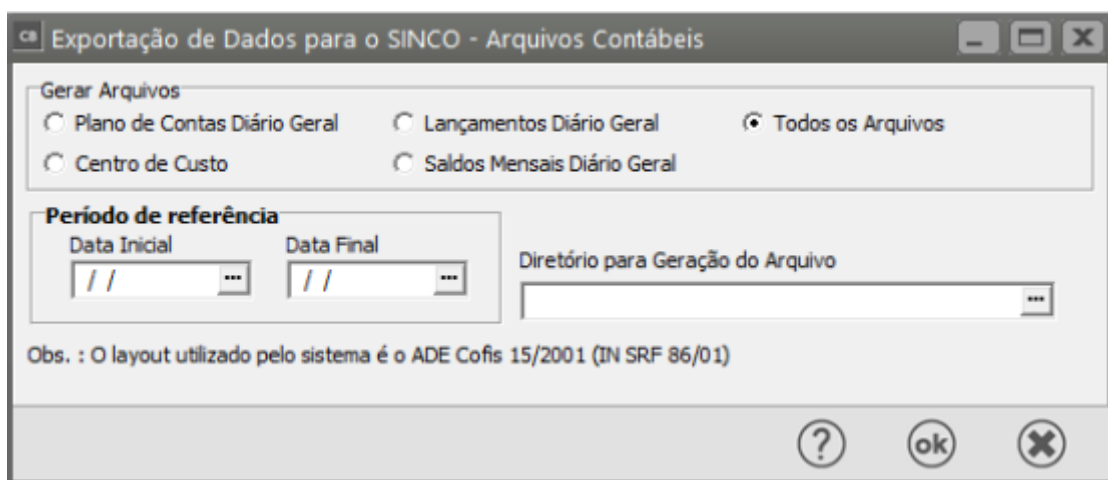 CB Exportação de Dados para o SINCO - Arquivos Contábeis
Gerar Arquivos
Plano de Contas Diário Geral Lançamentos Diário Geral Todos os Arquivos
Centro de Custo Saldos Mensais Diário Geral
Período de referência
Data Inicial Data Final
/ / ... / / ...
Diretório para Geração do Arquivo
...
Obs. : O layout utilizado pelo sistema é o ADE Cofis 15/2001 (IN SRF 86/01)
? ok